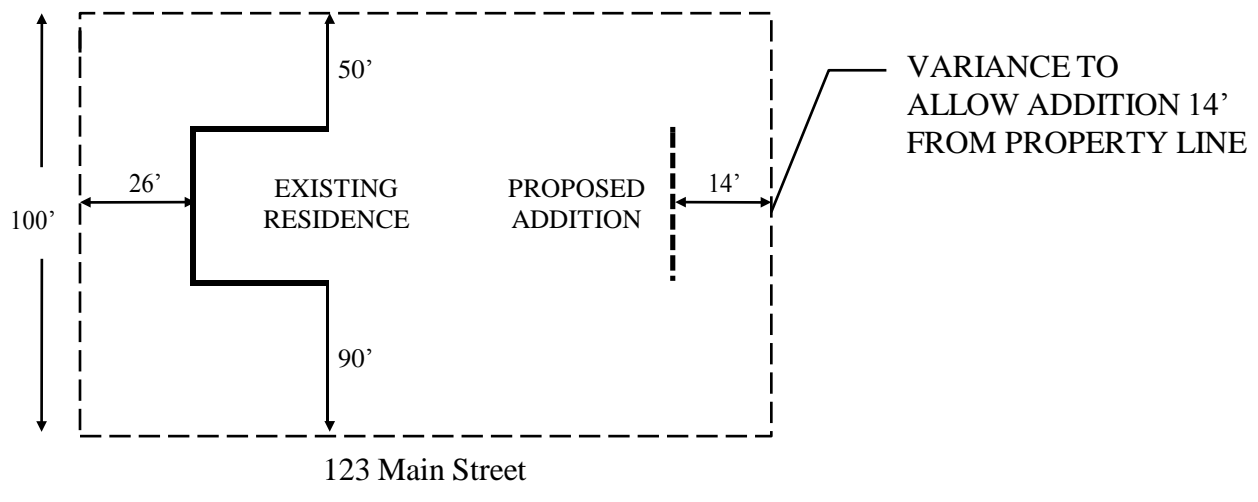 50’
VARIANCE TO
ALLOW ADDITION 14’
FROM PROPERTY LINE
100’
26’
EXISTING
RESIDENCE
PROPOSED
ADDITION
14’
90’
123 Main Street